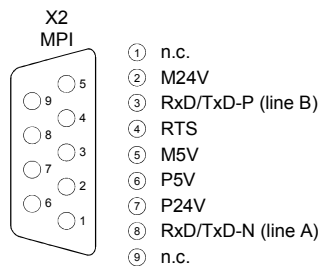 X2
MPI
5
9
4
8
3
7
2
6
1
1 n.c.
2 M24V
3 RxD/TxD-P (line B)
4 RTS
5 M5V
6 P5V
7 P24V
8 RxD/TxD-N (line A)
9 n.c.